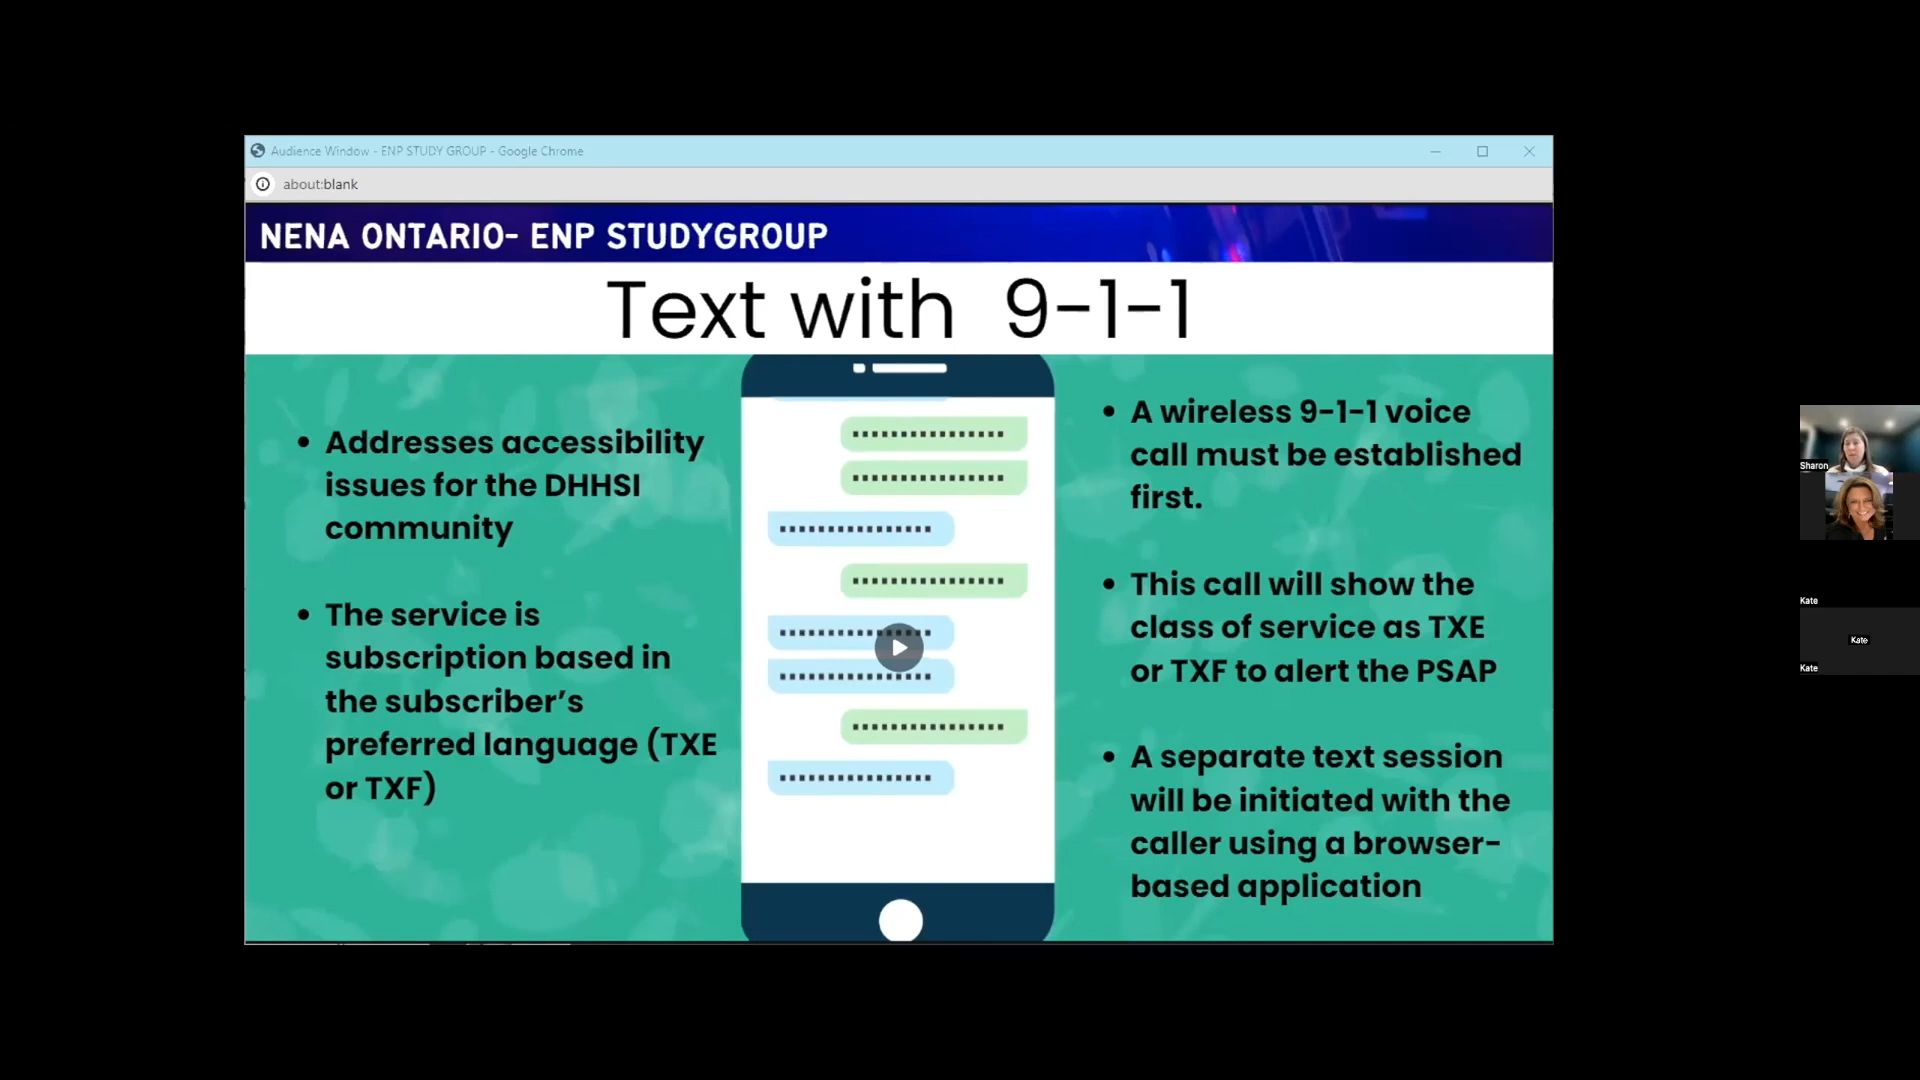 Audience Window - ENP STUDY GROUP - Google Chrome
about:blank
NENA ONTARIO- ENP STUDYGROUP
Text with 9-1-1
• Addresses accessibility
issues for the DHHSI
community
• The service is
subscription based in
the subscriber’s
preferred language (TXE
or TXF)
• A wireless 9-1-1 voice
call must be established
first.
• This call will show the
class of service as TXE
or TXF to alert the PSAP
• A separate text session
will be initiated with the
caller using a browser-
based application
Sharon
Kate
Kate
Kate